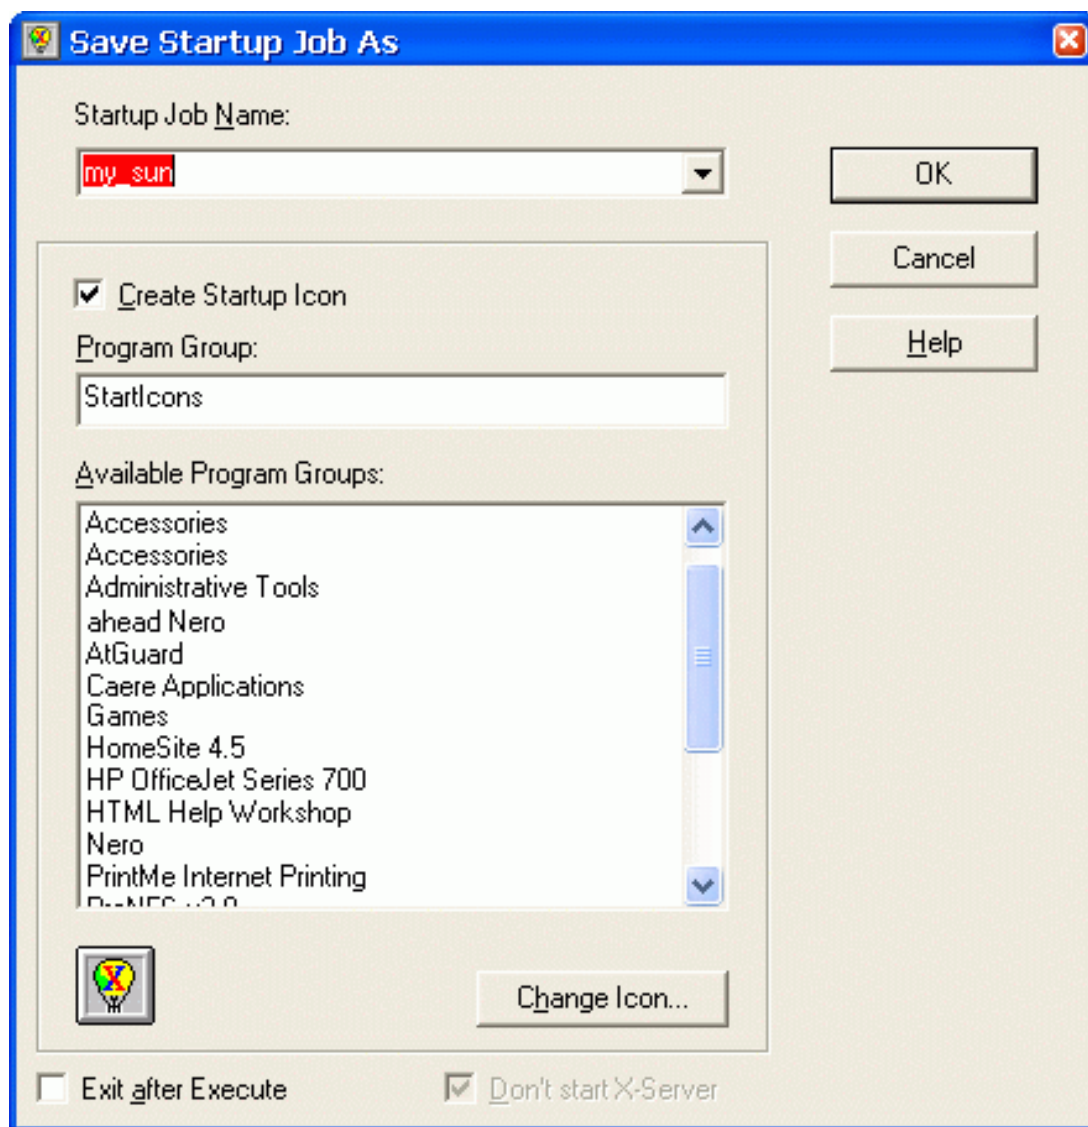 Save Startup Job As
Startup Job Name:
my_sun
OK
Cancel
Help
Create Startup Icon
Program Group:
StartIcons
Available Program Groups:
Accessories
Accessories
Administrative Tools
ahead Nero
AtGuard
Caere Applications
Games
HomeSite 4.5
HP OfficeJet Series 700
HTML Help Workshop
Nero
PrintMe Internet Printing
X
Change Icon...
Exit after Execute
Don't start X-Server